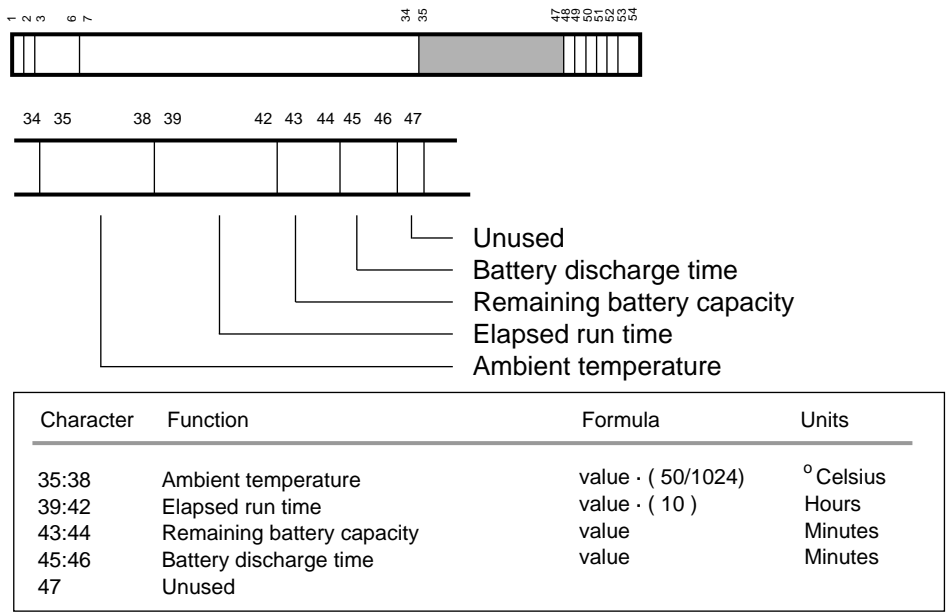 1 2 3 6 7 34 35 47 48 49 50 51 52 53 54
34 35 38 39 42 43 44 45 46 47
Unused
Battery discharge time
Remaining battery capacity
Elapsed run time
Ambient temperature
Character Function Formula Units
35:38 Ambient temperature value · ( 50/1024) o Celsius
39:42 Elapsed run time value · ( 10 ) Hours
43:44 Remaining battery capacity value Minutes
45:46 Battery discharge time value Minutes
47 Unused